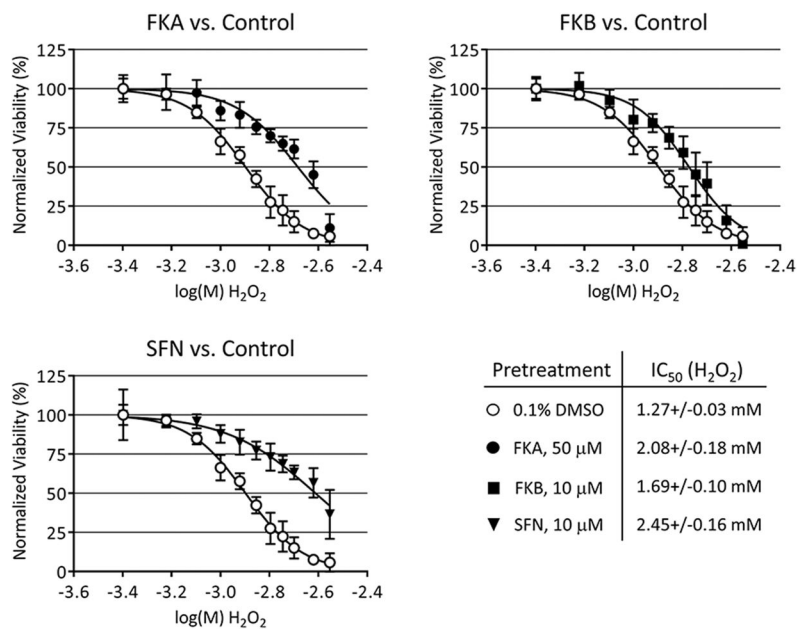 FKA vs. Control
Normalized Viability (%)
125
100
75
50
25
0
-3.6 -3.4 -3.2 -3.0 -2.8 -2.6 -2.4
log(M) H₂O₂
FKB vs. Control
Normalized Viability (%)
125
100
75
50
25
0
-3.6 -3.4 -3.2 -3.0 -2.8 -2.6 -2.4
log(M) H₂O₂
SFN vs. Control
Normalized Viability (%)
125
100
75
50
25
0
-3.6 -3.4 -3.2 -3.0 -2.8 -2.6 -2.4
log(M) H₂O₂
Pretreatment IC₅₀ (H₂O₂)
0.1% DMSO 1.27+/-0.03 mM
FKA, 50 μM 2.08+/-0.18 mM
FKB, 10 μM 1.69+/-0.10 mM
SFN, 10 μM 2.45+/-0.16 mM